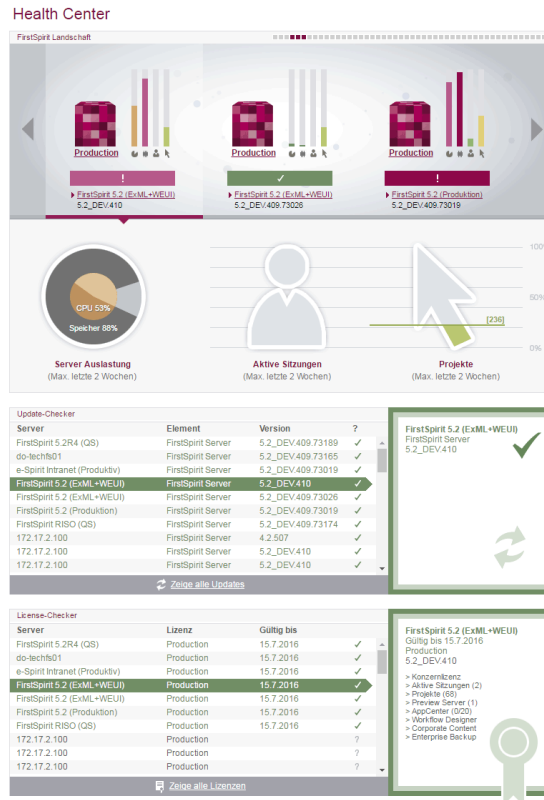 Health Center
FirstSpirit Landschaft
Production
Production
Production
!
✓
!
FirstSpirit 5.2 (ExML+WEUI)
5.2_DEV.410
FirstSpirit 5.2 (ExML+WEUI)
5.2_DEV.409.73026
FirstSpirit 5.2 (Produktion)
5.2_DEV.409.73019
100%
50%
0%
CPU 53%
Speicher 88%
[236]
Server Auslastung
(Max. letzte 2 Wochen)
Aktive Sitzungen
(Max. letzte 2 Wochen)
Projekte
(Max. letzte 2 Wochen)
Update-Checker
Server Element Version ?
FirstSpirit 5.2R4 (QS) FirstSpirit Server 5.2_DEV.409.73189 ✓
do-techfs01 FirstSpirit Server 5.2_DEV.409.73165 ✓
e-Spirit Intranet (Produktiv) FirstSpirit Server 5.2_DEV.409.73019 ✓
FirstSpirit 5.2 (ExML+WEUI) FirstSpirit Server 5.2_DEV.410 ✓
FirstSpirit 5.2 (ExML+WEUI) FirstSpirit Server 5.2_DEV.409.73026 ✓
FirstSpirit 5.2 (Produktion) FirstSpirit Server 5.2_DEV.409.73019 ✓
FirstSpirit RISO (QS) FirstSpirit Server 5.2_DEV.409.73174 ✓
172.17.2.100 FirstSpirit Server 4.2.507 ✓
172.17.2.100 FirstSpirit Server 5.2_DEV.410 ✓
172.17.2.100 FirstSpirit Server 5.2_DEV.410 ✓
Zeige alle Updates
FirstSpirit 5.2 (ExML+WEUI)
FirstSpirit Server
5.2_DEV.410
License-Checker
Server Lizenz Gültig bis
FirstSpirit 5.2R4 (QS) Production 15.7.2016 ✓
do-techfs01 Production 15.7.2016 ✓
e-Spirit Intranet (Produktiv) Production 15.7.2016 ✓
FirstSpirit 5.2 (ExML+WEUI) Production 15.7.2016 ✓
FirstSpirit 5.2 (ExML+WEUI) Production 15.7.2016 ✓
FirstSpirit 5.2 (Produktion) Production 15.7.2016 ✓
FirstSpirit RISO (QS) Production 15.7.2016 ✓
172.17.2.100 Production ?
172.17.2.100 Production ?
172.17.2.100 Production ?
Zeige alle Lizenzen
FirstSpirit 5.2 (ExML+WEUI)
Gültig bis 15.7.2016
Production
5.2_DEV.410
> Konzernlizenz
> Aktive Sitzungen (2)
> Projekte (68)
> Preview Server (1)
> AppCenter (0/20)
> Workflow Designer
> Corporate Content
> Enterprise Backup